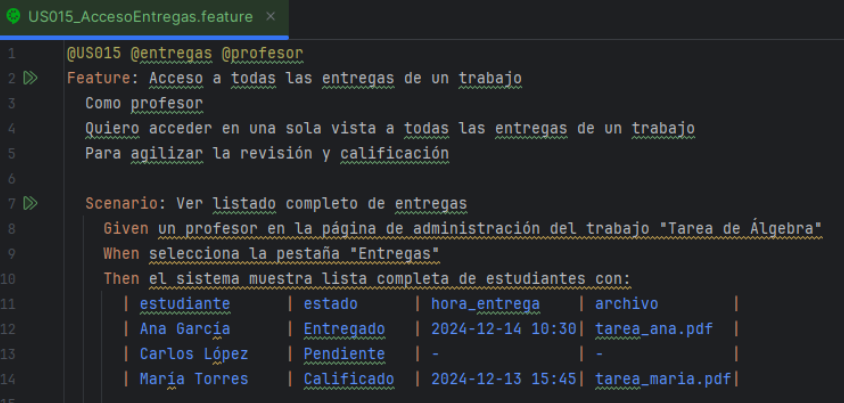 US015_AccesoEntregas.feature ×
1 @US015 @entregas @profesor
2 Feature: Acceso a todas las entregas de un trabajo
3 Como profesor
4 Quiero acceder en una sola vista a todas las entregas de un trabajo
5 Para agilizar la revisión y calificación
6
7 Scenario: Ver listado completo de entregas
8 Given un profesor en la página de administración del trabajo "Tarea de Álgebra"
9 When selecciona la pestaña "Entregas"
10 Then el sistema muestra lista completa de estudiantes con:
11 | estudiante | estado | hora_entrega | archivo |
12 | Ana García | Entregado | 2024-12-14 10:30| tarea_ana.pdf |
13 | Carlos López | Pendiente | - | - |
14 | María Torres | Calificado | 2024-12-13 15:45| tarea_maria.pdf|
15